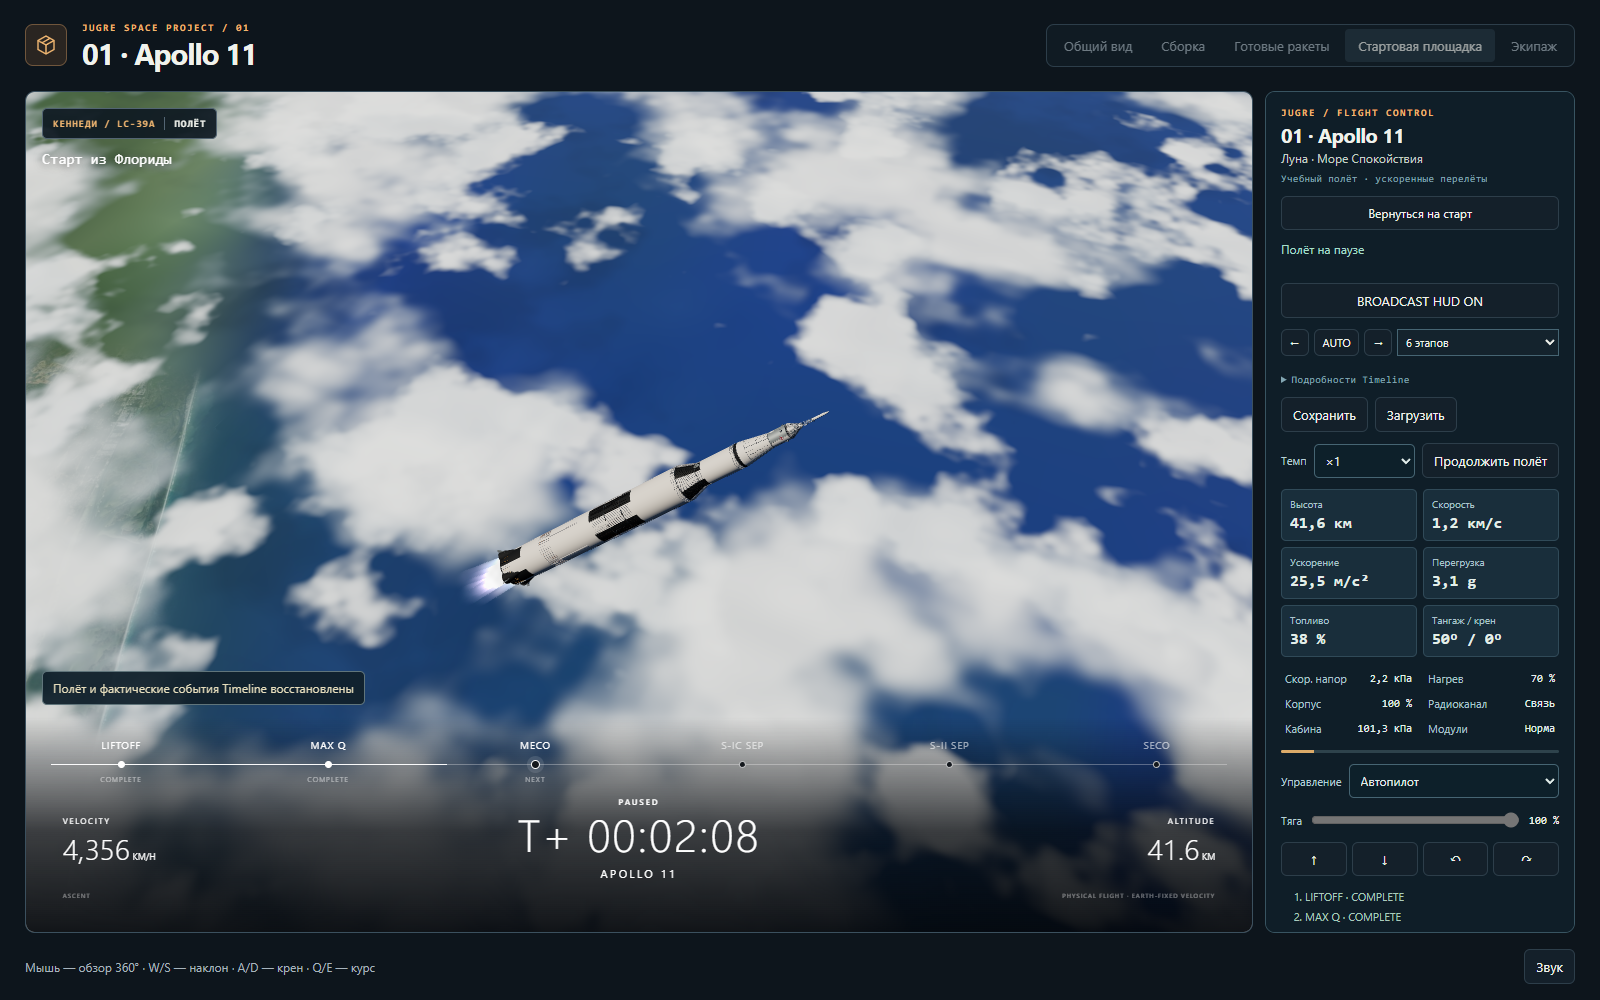 JUGRE SPACE PROJECT / 01
01 · Apollo 11
Общий вид
Сборка
Готовые ракеты
Стартовая площадка
Экипаж
КЕННЕДИ / LC-39A | ПОЛЁТ
Старт из Флориды
Полёт и фактические события Timeline восстановлены
LIFTOFF
MAX Q
MECO
S-IC SEP
S-II SEP
SECO
COMPLETE
COMPLETE
NEXT
PAUSED
VELOCITY
T+ 00:02:08
ALTITUDE
4,356 КМ/Н
41.6 КМ
APOLLO 11
ASCENT
PHYSICAL FLIGHT · EARTH-FIXED VELOCITY
JUGRE / FLIGHT CONTROL
01 · Apollo 11
Луна · Море Спокойствия
Учебный полёт · ускоренные перелёты
Вернуться на старт
Полёт на паузе
BROADCAST HUD ON
← AUTO → 6 этапов
▶ Подробности Timeline
Сохранить
Загрузить
Темп ×1 Продолжить полёт
Высота
41,6 км
Скорость
1,2 км/с
Ускорение
25,5 м/с²
Перегрузка
3,1 g
Топливо
38 %
Тангаж / крен
50° / 0°
Скор. напор 2,2 кПа Нагрев 70 %
Корпус 100 % Радиоканал Связь
Кабина 101,3 кПа Модули Норма
Управление Автопилот
Тяга 100 %
↑ ↓ ↶ ↷
1. LIFTOFF · COMPLETE
2. MAX Q · COMPLETE
Мышь — обзор 360° · W/S — наклон · A/D — крен · Q/E — курс
Звук